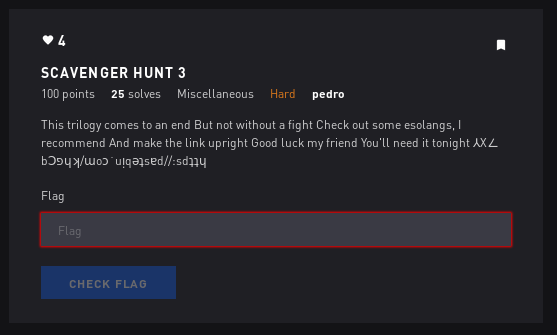 4
SCAVENGER HUNT 3
100 points 25 solves Miscellaneous Hard pedro
This trilogy comes to an end But not without a fight Check out some esolangs, I
recommend And make the link upright Good luck my friend You'll need it tonight ⅄X∠
bƆɘɥʞ/ɯoɔ˙uᴉqǝʇsɐd//:sdʇʇɥ
Flag
Flag
CHECK FLAG